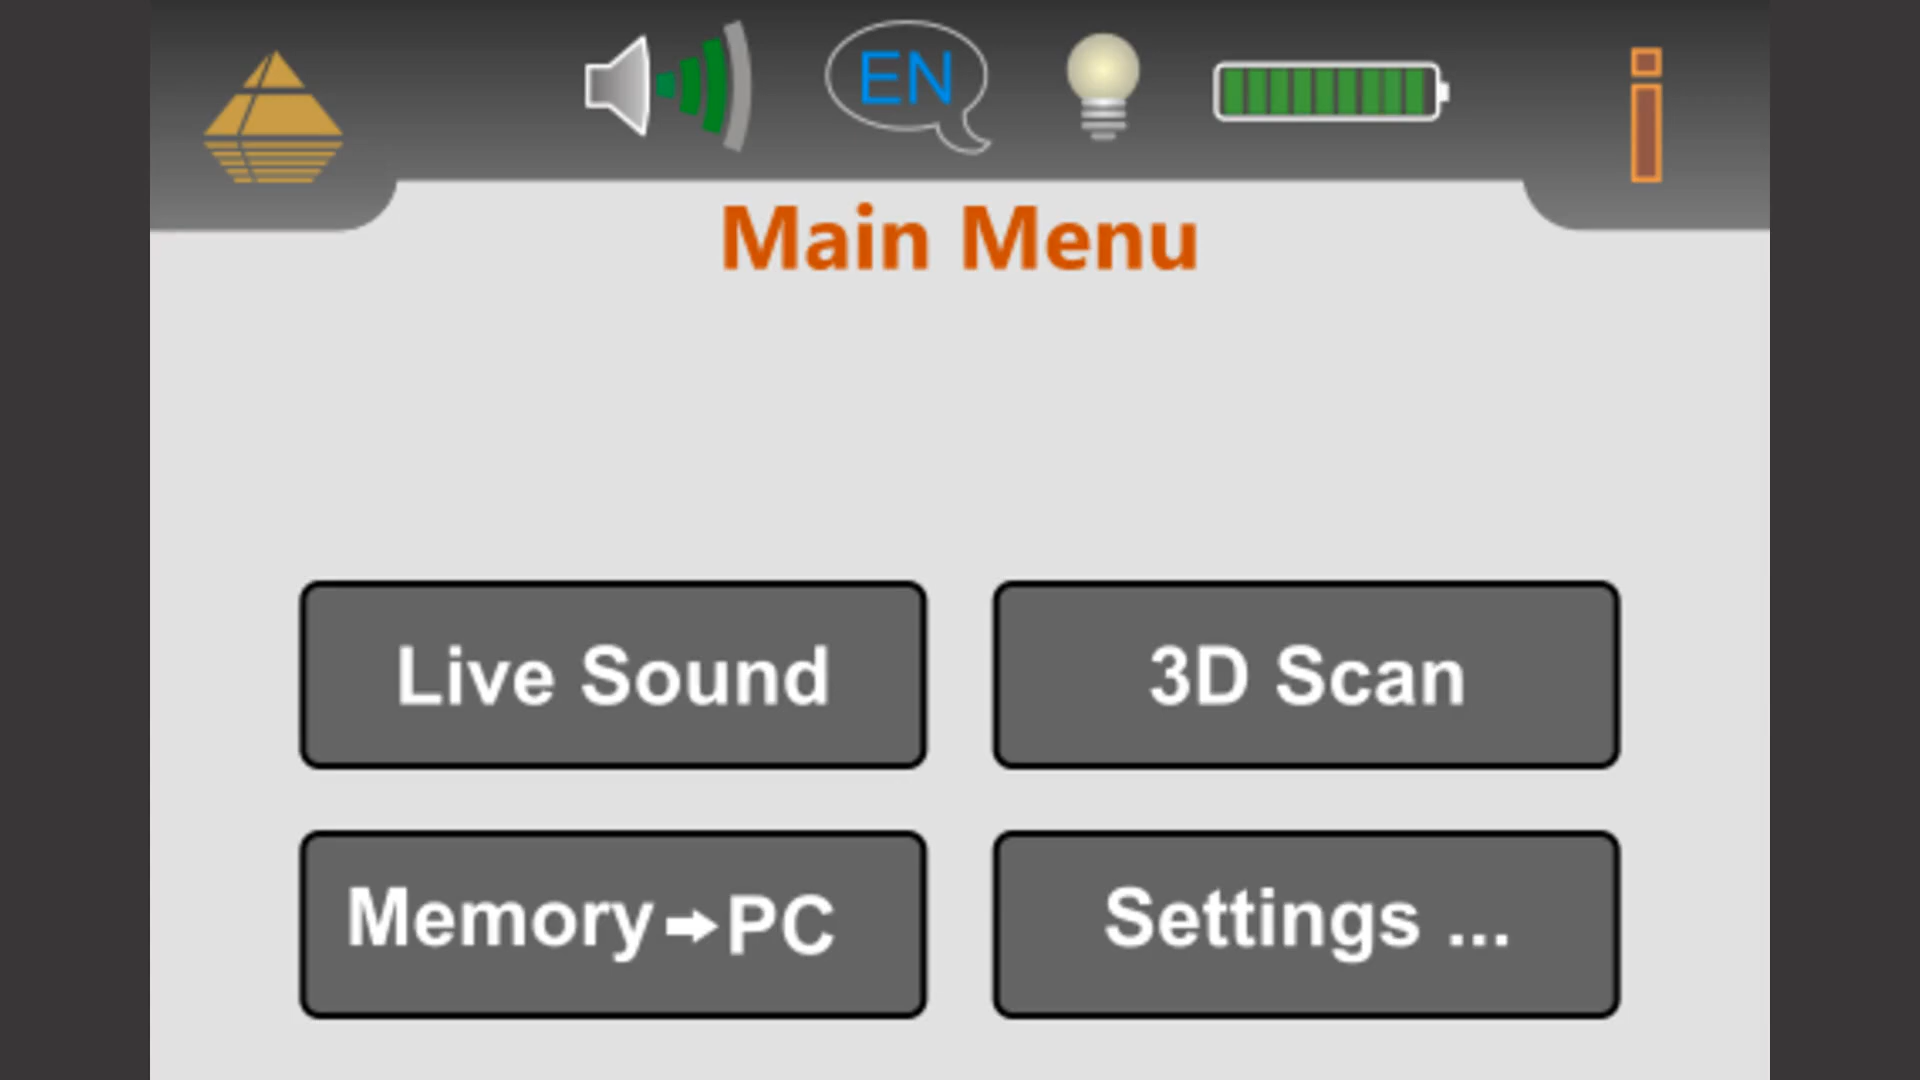 EN
Main Menu
Live Sound
3D Scan
Memory➡PC
Settings ...